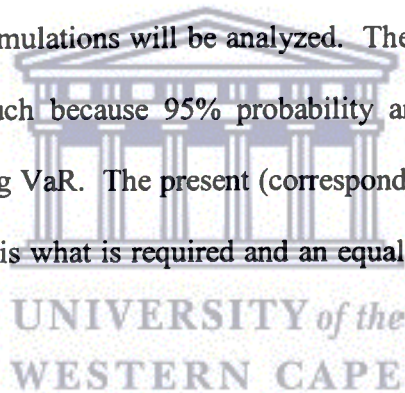 mulations will be analyzed. The
uch because 95% probability a
g VaR. The present (correspond
is what is required and an equal
UNIVERSITY of the
WESTERN CAPE